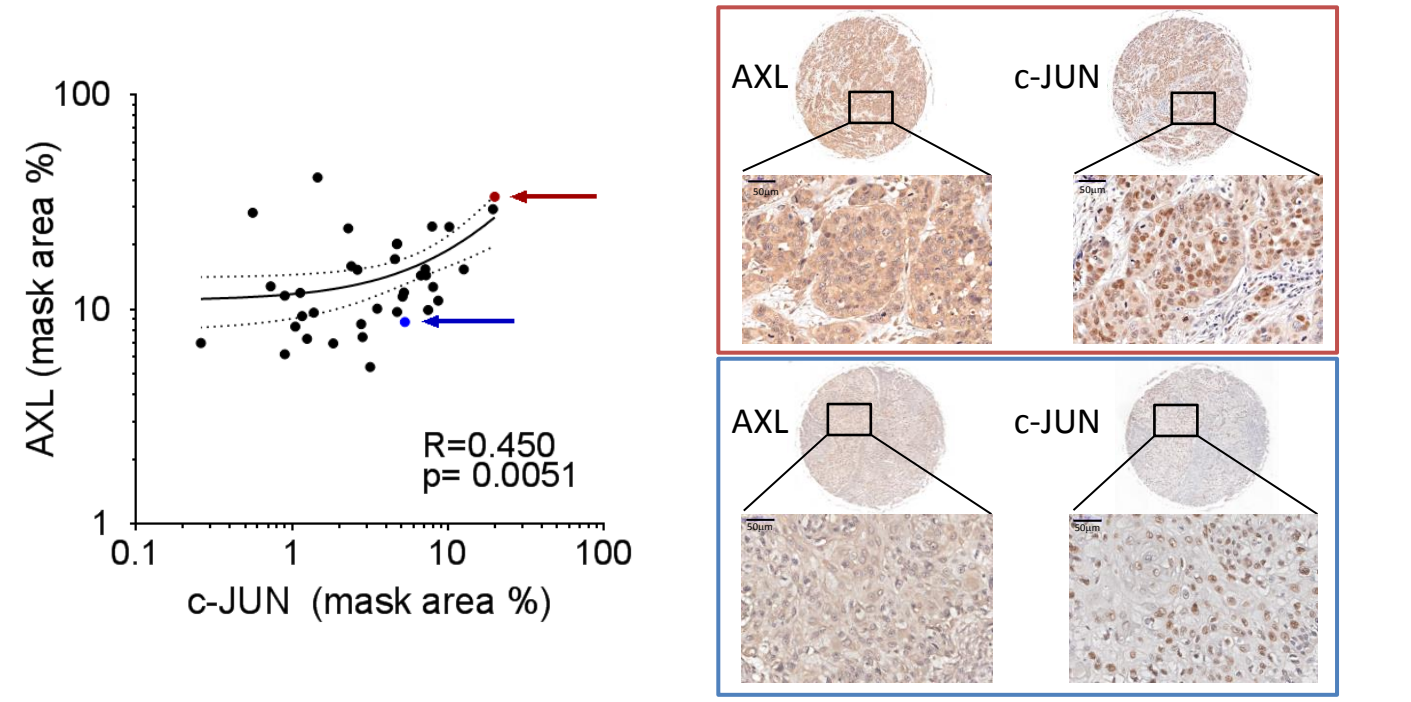 100
10
1
0.1
1
10
100
AXL (mask area %)
c-JUN (mask area %)
R=0.450
p= 0.0051
AXL
c-JUN
50µm
50µm
AXL
c-JUN
50µm
50µm